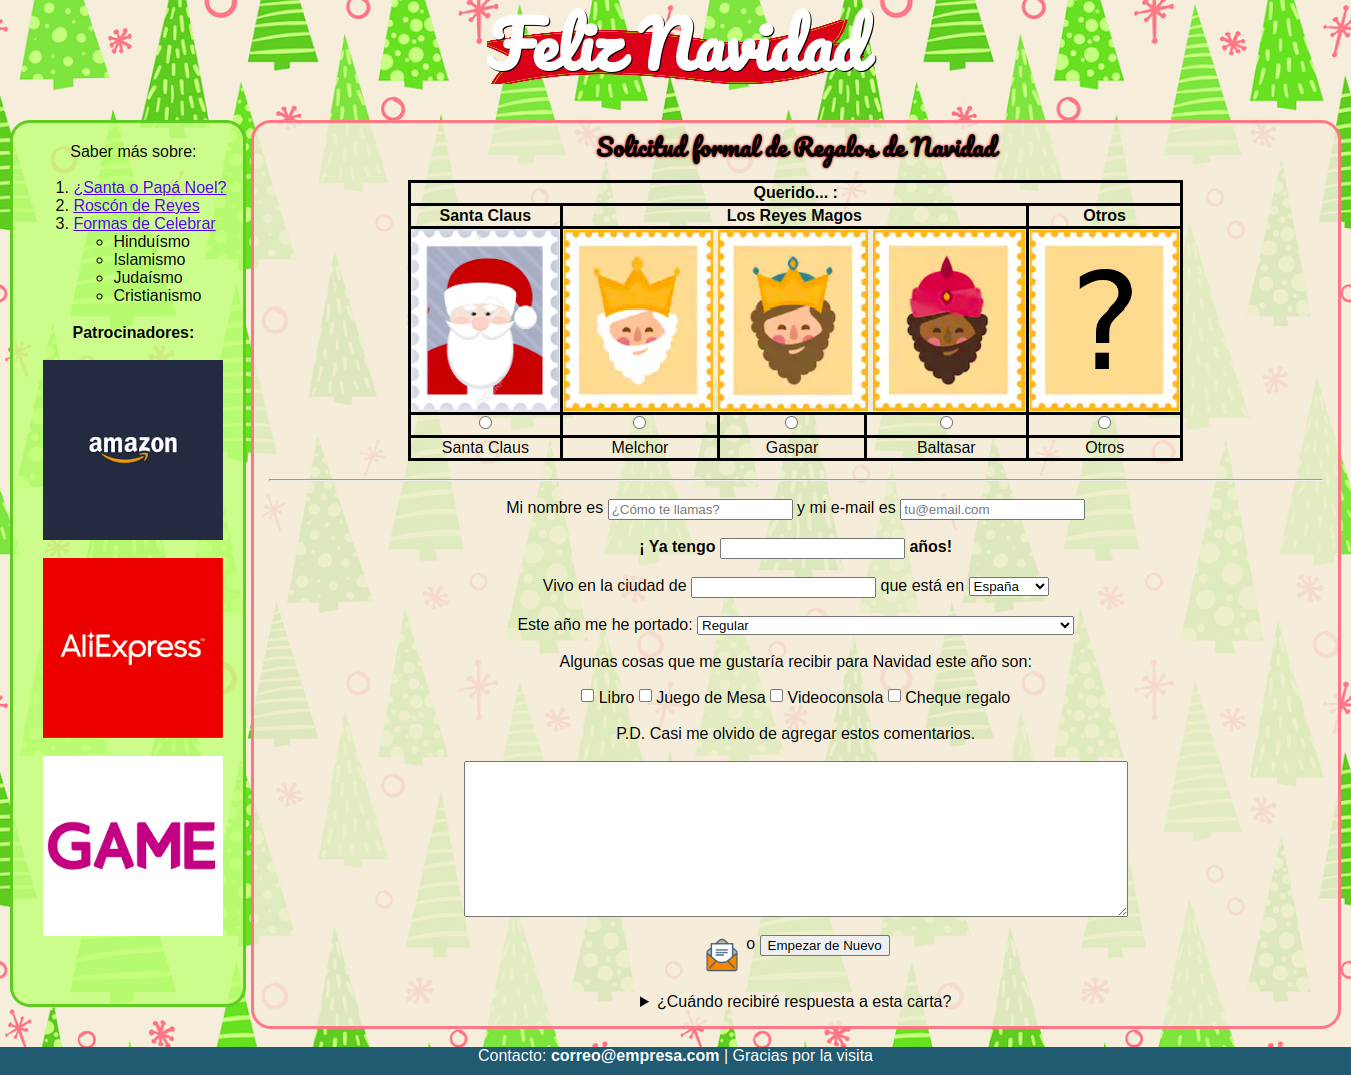 Feliz Navidad
Saber más sobre:
1. ¿Santa o Papá Noel?
2. Roscón de Reyes
3. Formas de Celebrar
Hinduísmo
Islamismo
Judaísmo
Cristianismo
Patrocinadores:
amazon
AliExpress™
GAME
Solicitud formal de Regalos de Navidad
Querido... :
Santa Claus Los Reyes Magos Otros
?
Santa Claus Melchor Gaspar Baltasar Otros
Mi nombre es ¿Cómo te llamas? y mi e-mail es tu@email.com
¡ Ya tengo años!
Vivo en la ciudad de que está en España
Este año me he portado: Regular
Algunas cosas que me gustaría recibir para Navidad este año son:
Libro Juego de Mesa Videoconsola Cheque regalo
P.D. Casi me olvido de agregar estos comentarios.
o Empezar de Nuevo
¿Cuándo recibiré respuesta a esta carta?
Contacto: correo@empresa.com | Gracias por la visita